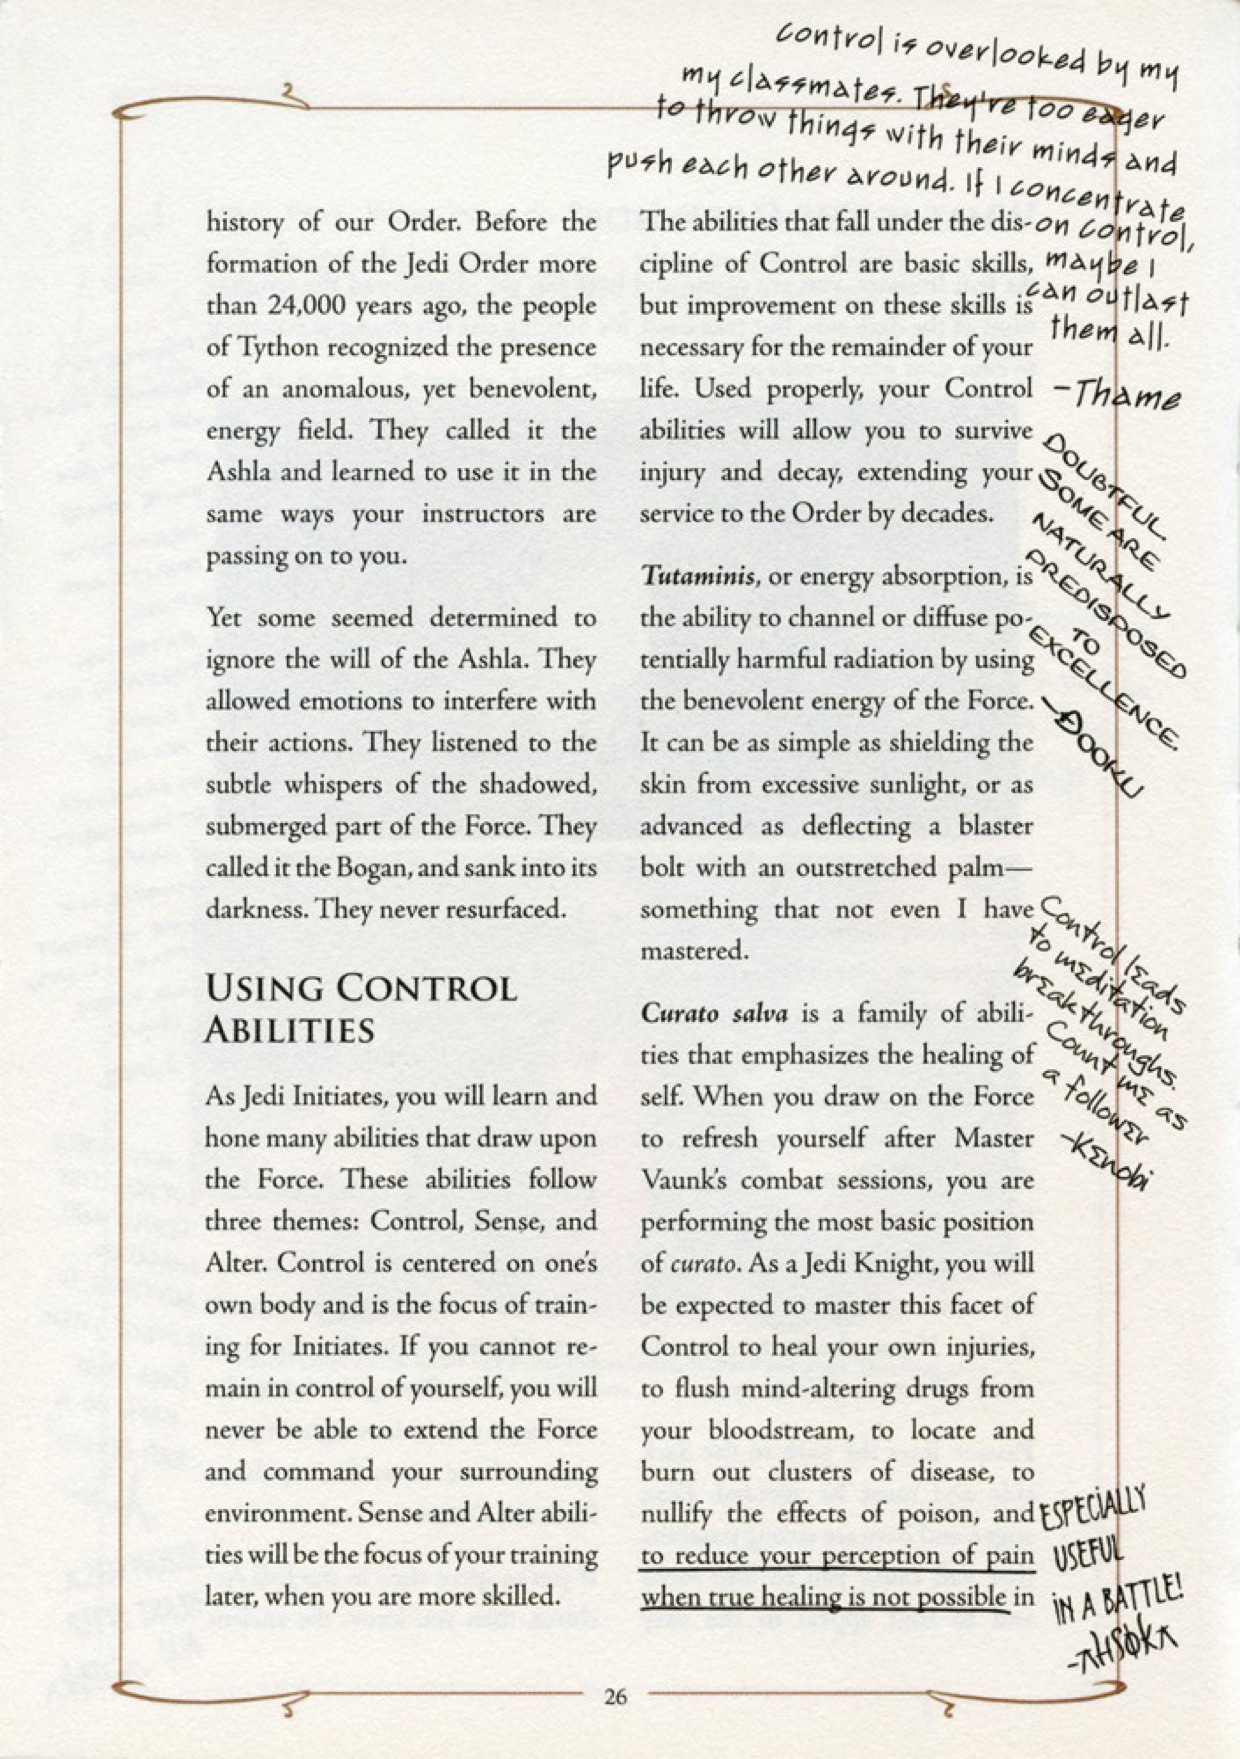 control is overlooked by my
my classmates. They're too eager
to throw things with their minds and
push each other around. If I concentrate
on control,
maybe I
can outlast
them all.
-Thame
history of our Order. Before the
formation of the Jedi Order more
than 24,000 years ago, the people
of Tython recognized the presence
of an anomalous, yet benevolent,
energy field. They called it the
Ashla and learned to use it in the
same ways your instructors are
passing on to you.
Yet some seemed determined to
ignore the will of the Ashla. They
allowed emotions to interfere with
their actions. They listened to the
subtle whispers of the shadowed,
submerged part of the Force. They
called it the Bogan, and sank into its
darkness. They never resurfaced.
USING CONTROL
ABILITIES
As Jedi Initiates, you will learn and
hone many abilities that draw upon
the Force. These abilities follow
three themes: Control, Sense, and
Alter. Control is centered on one's
own body and is the focus of train-
ing for Initiates. If you cannot re-
main in control of yourself, you will
never be able to extend the Force
and command your surrounding
environment. Sense and Alter abili-
ties will be the focus of your training
later, when you are more skilled.
The abilities that fall under the dis-
cipline of Control are basic skills,
but improvement on these skills is
necessary for the remainder of your
life. Used properly, your Control
abilities will allow you to survive
injury and decay, extending your
service to the Order by decades.
Tutaminis, or energy absorption, is
the ability to channel or diffuse po-
tentially harmful radiation by using
the benevolent energy of the Force.
It can be as simple as shielding the
skin from excessive sunlight, or as
advanced as deflecting a blaster
bolt with an outstretched palm—
something that not even I have
mastered.
Curato salva is a family of abili-
ties that emphasizes the healing of
self. When you draw on the Force
to refresh yourself after Master
Vaunk's combat sessions, you are
performing the most basic position
of curato. As a Jedi Knight, you will
be expected to master this facet of
Control to heal your own injuries,
to flush mind-altering drugs from
your bloodstream, to locate and
burn out clusters of disease, to
nullify the effects of poison, and
to reduce your perception of pain
when true healing is not possible in
DOUBTFUL.
SOME ARE
NATURALLY
PREDISPOSED
TO
EXCELLENCE.
-DOOKU
Control leads
to meditation
breakthroughs.
Count me as
a follower
-Kenobi
ESPECIALLY
USEFUL
IN A BATTLE!
-AHSOKA
26